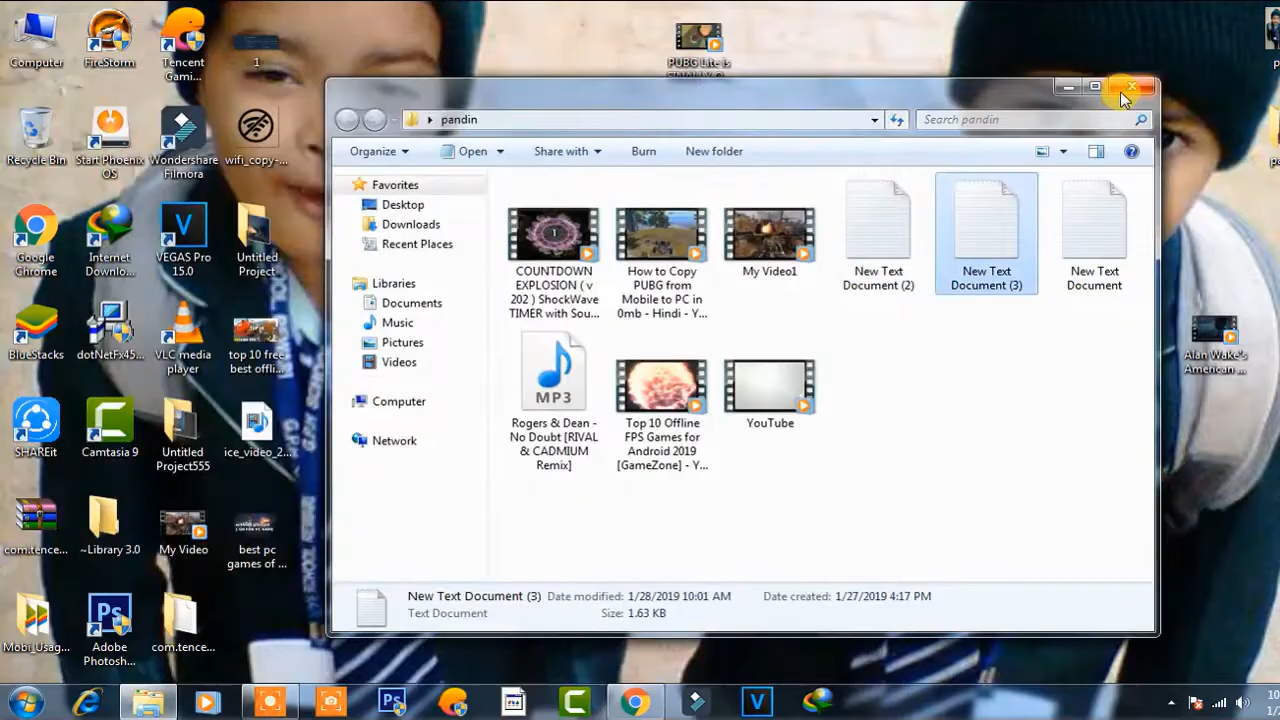 Computer
FireStorm
Tencent
Gami...
1
PUBG Lite is
Recycle Bin
Start Phoenix
OS
Wondershare
Filmora
wifi_copy-...
Google
Chrome
Internet
Downlo...
VEGAS Pro
15.0
Untitled
Project
BlueStacks
dotNetFx45...
VLC media
player
top 10 free
best offli...
SHAREit
Camtasia 9
Untitled
Project555
ice_video_2...
com.tence...
~Library 3.0
My Video
best pc
games of ...
Mobi_Usag...
Adobe
Photosh...
com.tence...
Alan Wake's
American ...
pandin
Search pandin
Organize
Open
Share with
Burn
New folder
Favorites
Desktop
Downloads
Recent Places
Libraries
Documents
Music
Pictures
Videos
Computer
Network
COUNTDOWN
EXPLOSION ( v
202 ) ShockWave
TIMER with Sou...
How to Copy
PUBG from
Mobile to PC in
0mb - Hindi - Y...
My Video1
New Text
Document (2)
New Text
Document (3)
New Text
Document
MP3
Rogers & Dean -
No Doubt [RIVAL
& CADMIUM
Remix]
Top 10 Offline
FPS Games for
Android 2019
[GameZone] - Y...
YouTube
New Text Document (3) Date modified: 1/28/2019 10:01 AM Date created: 1/27/2019 4:17 PM
Text Document Size: 1.63 KB